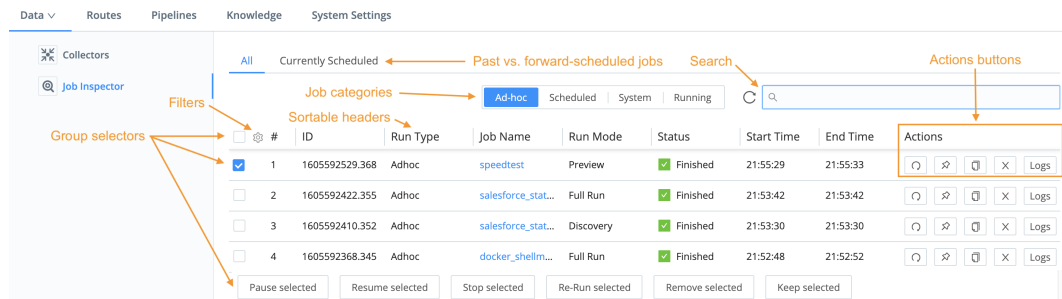 Data Routes Pipelines Knowledge System Settings
Collectors
Job Inspector
All Currently Scheduled Past vs. forward-scheduled jobs Search Actions buttons
Job categories Ad-hoc Scheduled System Running
Filters
Sortable headers
Group selectors
# ID Run Type Job Name Run Mode Status Start Time End Time Actions
1 1605592529.368 Adhoc speedtest Preview Finished 21:55:29 21:55:33 Logs
2 1605592422.355 Adhoc salesforce_stat... Full Run Finished 21:53:42 21:53:42 Logs
3 1605592410.352 Adhoc salesforce_stat... Discovery Finished 21:53:30 21:53:30 Logs
4 1605592368.345 Adhoc docker_shellm... Full Run Finished 21:52:48 21:52:52 Logs
Pause selected Resume selected Stop selected Re-Run selected Remove selected Keep selected